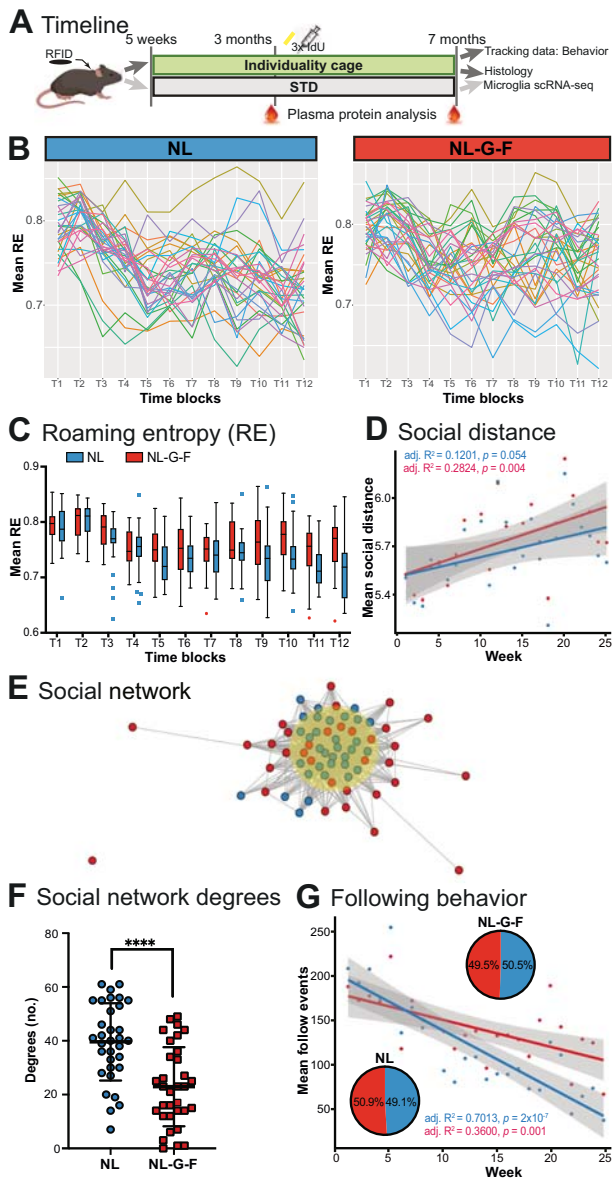 A Timeline
RFID
5 weeks
3 months
3x IdU
7 months
Individuality cage
STD
Plasma protein analysis
Tracking data: Behavior
Histology
Microglia scRNA-seq
B
NL
NL-G-F
Mean RE
0.8
0.7
T1 T2 T3 T4 T5 T6 T7 T8 T9 T10 T11 T12
Time blocks
Mean RE
0.8
0.7
T1 T2 T3 T4 T5 T6 T7 T8 T9 T10 T11 T12
Time blocks
C Roaming entropy (RE)
NL NL-G-F
Mean RE
0.9
0.8
0.7
0.6
T1 T2 T3 T4 T5 T6 T7 T8 T9 T10 T11 T12
Time blocks
D Social distance
adj. R² = 0.1201, p = 0.054
adj. R² = 0.2824, p = 0.004
Mean social distance
6.0
5.7
5.4
0 5 10 15 20 25
Week
E Social network
F Social network degrees
****
Degrees (no.)
80
60
40
20
0
NL NL-G-F
G Following behavior
Mean follow events
250
200
150
100
50
NL-G-F
49.5% 50.5%
NL
50.9% 49.1%
adj. R² = 0.7013, p = 2x10⁻⁷
adj. R² = 0.3600, p = 0.001
0 5 10 15 20 25
Week